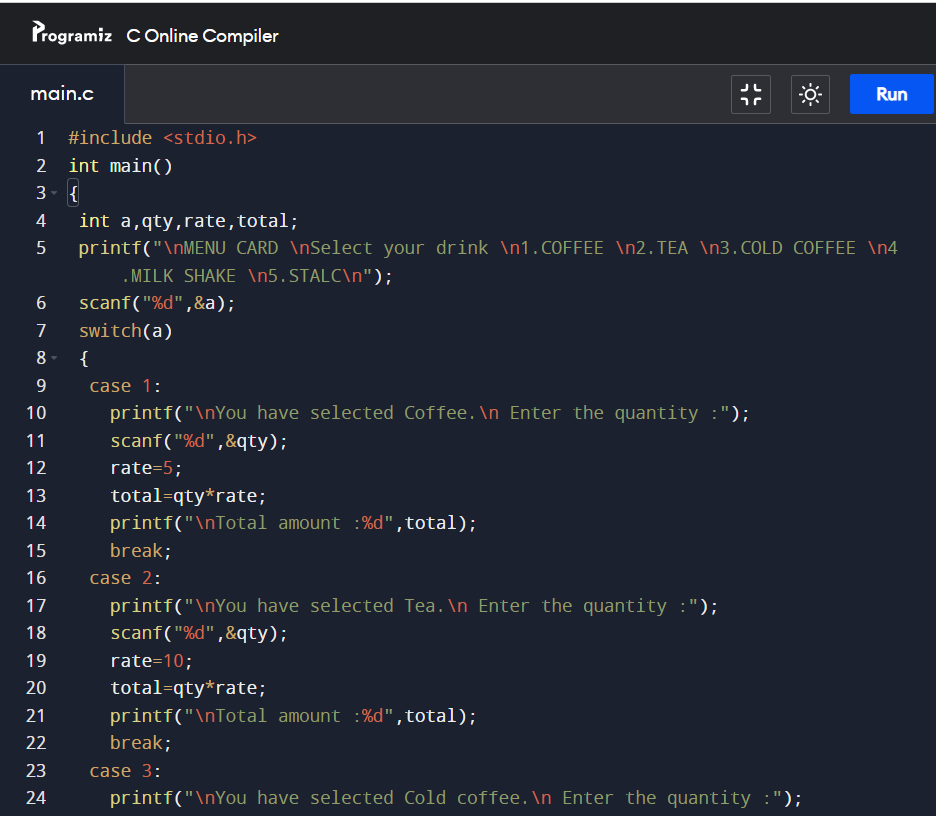 Programiz C Online Compiler
main.c Run
1 #include <stdio.h>
2 int main()
3 {
4 int a,qty,rate,total;
5 printf("\nMENU CARD \nSelect your drink \n1.COFFEE \n2.TEA \n3.COLD COFFEE \n4
.MILK SHAKE \n5.STALC\n");
6 scanf("%d",&a);
7 switch(a)
8 {
9 case 1:
10 printf("\nYou have selected Coffee.\n Enter the quantity :");
11 scanf("%d",&qty);
12 rate=5;
13 total=qty*rate;
14 printf("\nTotal amount :%d",total);
15 break;
16 case 2:
17 printf("\nYou have selected Tea.\n Enter the quantity :");
18 scanf("%d",&qty);
19 rate=10;
20 total=qty*rate;
21 printf("\nTotal amount :%d",total);
22 break;
23 case 3:
24 printf("\nYou have selected Cold coffee.\n Enter the quantity :");